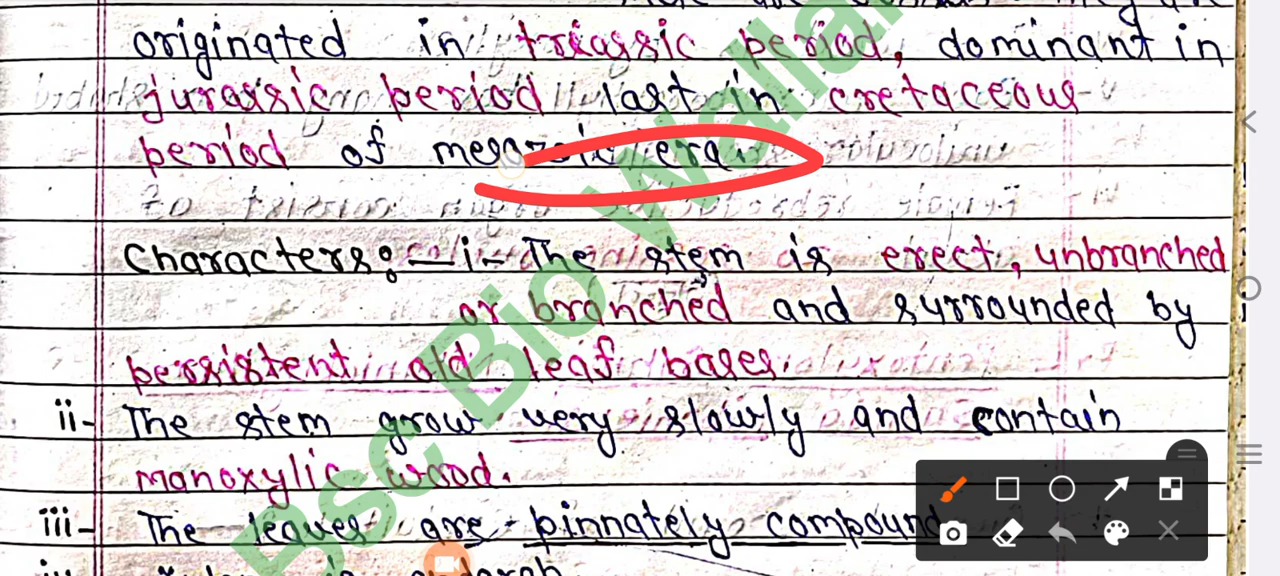 originated in triassic period, dominant in
jurassic period last in cretaceous
period of mesozoic era
Characters:— i- The stem is erect, unbranched
or branched and surrounded by
persistent old leaf bases.
ii- The stem grow very slowly and contain
manoxylic wood.
iii- The leaves are pinnately compound
Bsc Bio Wallah